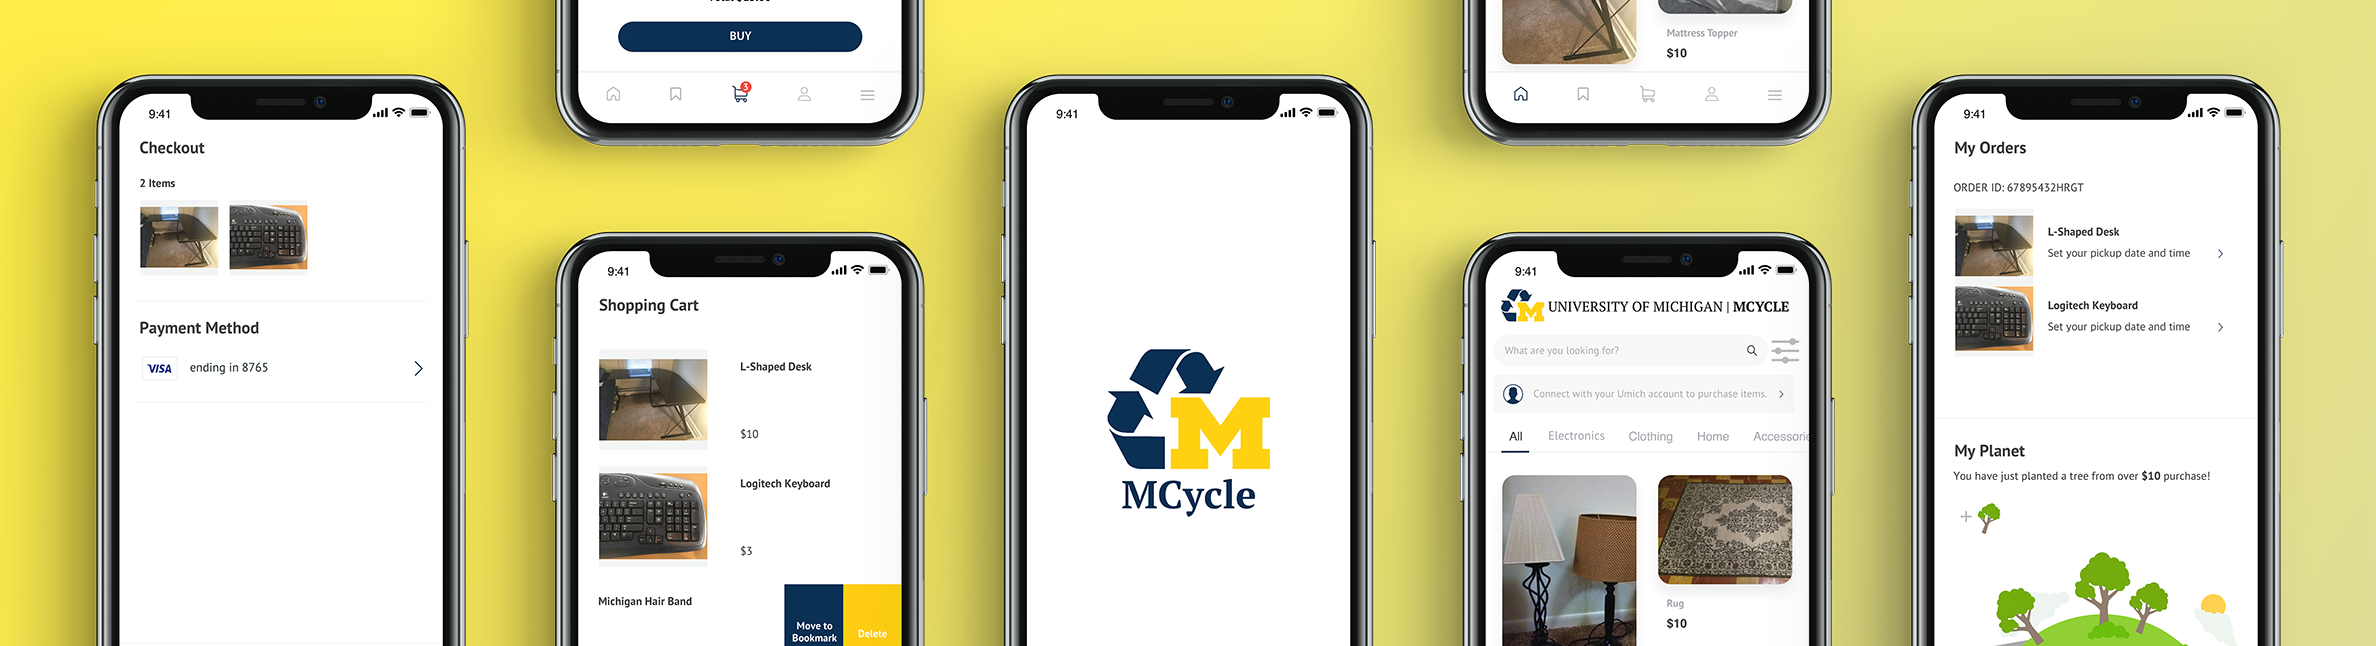 9:41
Checkout
2 Items
Payment Method
VISA ending in 8765
BUY
3
9:41
Shopping Cart
L-Shaped Desk
$10
Logitech Keyboard
$3
Michigan Hair Band
Move to
Bookmark
Delete
9:41
M
MCycle
Mattress Topper
$10
9:41
M UNIVERSITY OF MICHIGAN | MCYCLE
What are you looking for?
Connect with your Umich account to purchase items.
All Electronics Clothing Home Accessorie
Rug
$10
9:41
My Orders
ORDER ID: 67895432HRGT
L-Shaped Desk
Set your pickup date and time
Logitech Keyboard
Set your pickup date and time
My Planet
You have just planted a tree from over $10 purchase!